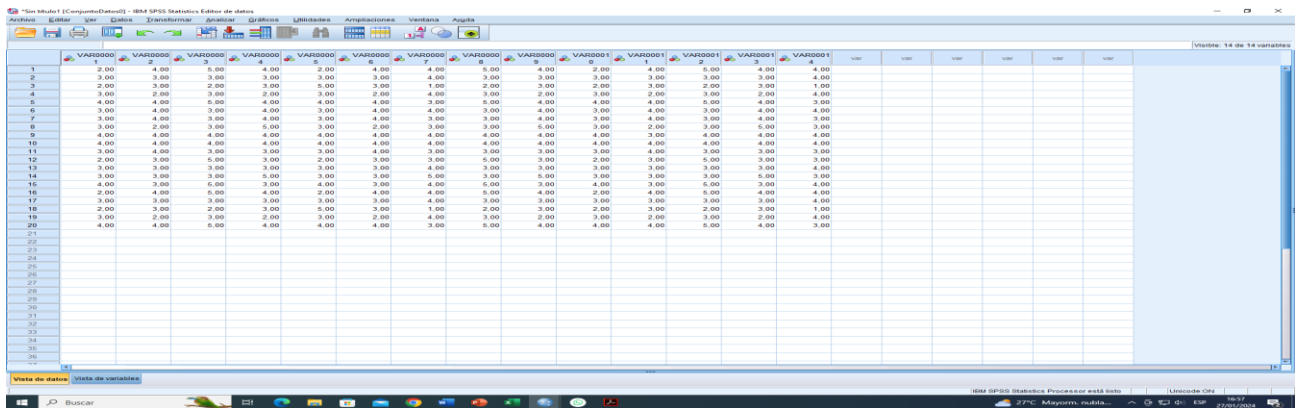 *Sin título1 [ConjuntoDatos0] - IBM SPSS Statistics Editor de datos
Archivo Editar Ver Datos Transformar Analizar Gráficos Utilidades Ampliaciones Ventana Ayuda
Visible: 14 de 14 variables
VAR00001 VAR00002 VAR00003 VAR00004 VAR00005 VAR00006 VAR00007 VAR00008 VAR00009 VAR00010 VAR00011 VAR00012 VAR00013 VAR00014 var var var var var var
1 2,00 4,00 5,00 4,00 2,00 4,00 4,00 5,00 4,00 2,00 4,00 5,00 4,00 4,00
2 3,00 3,00 3,00 3,00 3,00 3,00 4,00 3,00 3,00 3,00 3,00 3,00 3,00 4,00
3 2,00 3,00 2,00 3,00 5,00 3,00 1,00 2,00 3,00 2,00 3,00 2,00 3,00 1,00
4 3,00 2,00 3,00 2,00 3,00 2,00 4,00 3,00 2,00 3,00 2,00 3,00 2,00 4,00
5 4,00 4,00 5,00 4,00 4,00 4,00 3,00 5,00 4,00 4,00 4,00 5,00 4,00 3,00
6 3,00 4,00 3,00 4,00 3,00 4,00 4,00 3,00 4,00 3,00 4,00 3,00 4,00 4,00
7 3,00 4,00 4,00 4,00 3,00 4,00 3,00 4,00 4,00 3,00 4,00 4,00 4,00 3,00
8 3,00 2,00 3,00 5,00 3,00 2,00 3,00 3,00 5,00 3,00 2,00 3,00 5,00 3,00
9 4,00 4,00 4,00 4,00 4,00 4,00 4,00 4,00 4,00 4,00 3,00 4,00 4,00 4,00
10 4,00 4,00 4,00 4,00 4,00 4,00 4,00 4,00 4,00 4,00 4,00 4,00 4,00 4,00
11 3,00 4,00 3,00 3,00 3,00 4,00 3,00 3,00 3,00 3,00 4,00 3,00 3,00 3,00
12 2,00 3,00 5,00 3,00 2,00 3,00 3,00 5,00 3,00 2,00 3,00 5,00 3,00 3,00
13 3,00 3,00 3,00 3,00 3,00 3,00 4,00 3,00 3,00 3,00 3,00 3,00 3,00 4,00
14 3,00 3,00 3,00 5,00 3,00 3,00 5,00 3,00 5,00 3,00 3,00 3,00 5,00 3,00
15 4,00 3,00 5,00 3,00 4,00 3,00 4,00 5,00 3,00 4,00 3,00 5,00 3,00 4,00
16 2,00 4,00 5,00 4,00 2,00 4,00 4,00 5,00 4,00 2,00 4,00 5,00 4,00 4,00
17 3,00 3,00 3,00 3,00 3,00 3,00 4,00 3,00 3,00 3,00 3,00 3,00 3,00 4,00
18 2,00 3,00 2,00 3,00 5,00 3,00 1,00 2,00 3,00 2,00 3,00 2,00 3,00 1,00
19 3,00 2,00 3,00 2,00 3,00 2,00 4,00 3,00 2,00 3,00 2,00 3,00 2,00 4,00
20 4,00 4,00 5,00 4,00 4,00 4,00 3,00 5,00 4,00 4,00 4,00 5,00 4,00 3,00
21
22
23
24
25
26
27
28
29
30
31
32
33
34
35
36
Vista de datos Vista de variables
IBM SPSS Statistics Processor está listo Unicode:ON
Buscar 27°C Mayorm. nubla... ESP 16:57
27/01/2024